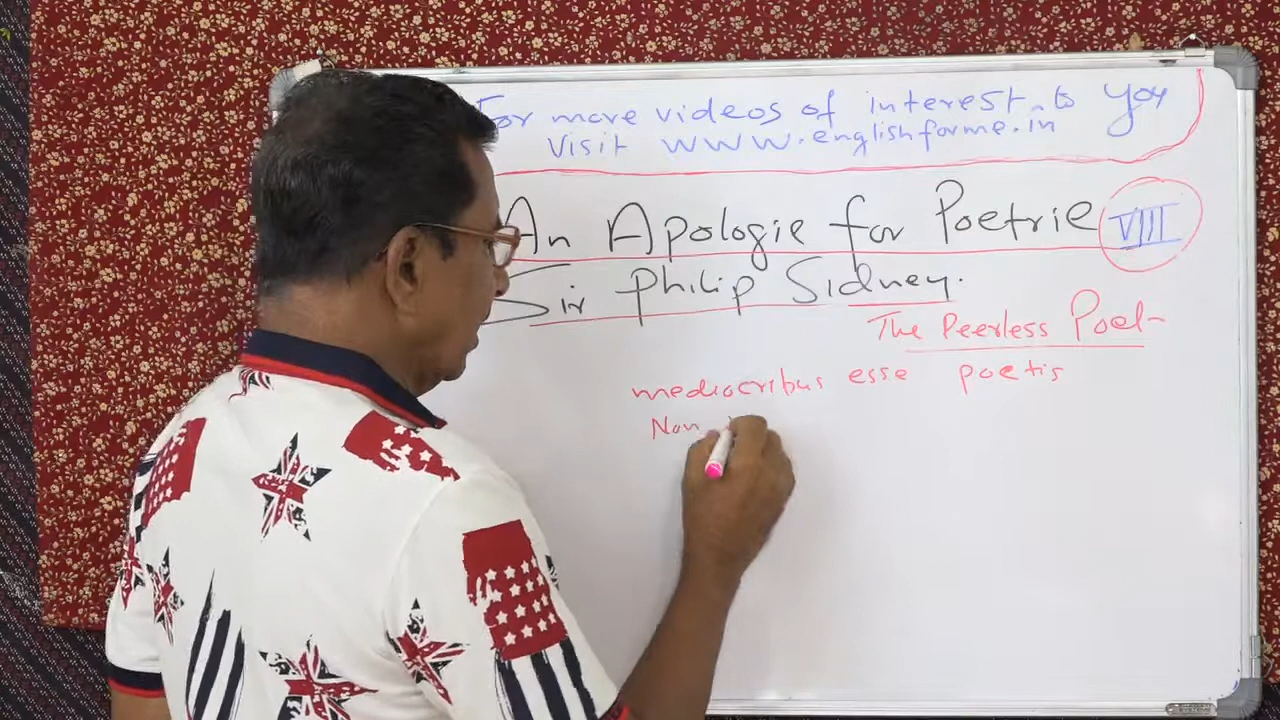 For more videos of interest to you
Visit www.englishforme.in
An Apologie for Poetrie VIII
Sir Philip Sidney.
The Peerless Poet
mediocribus esse poetis
Non